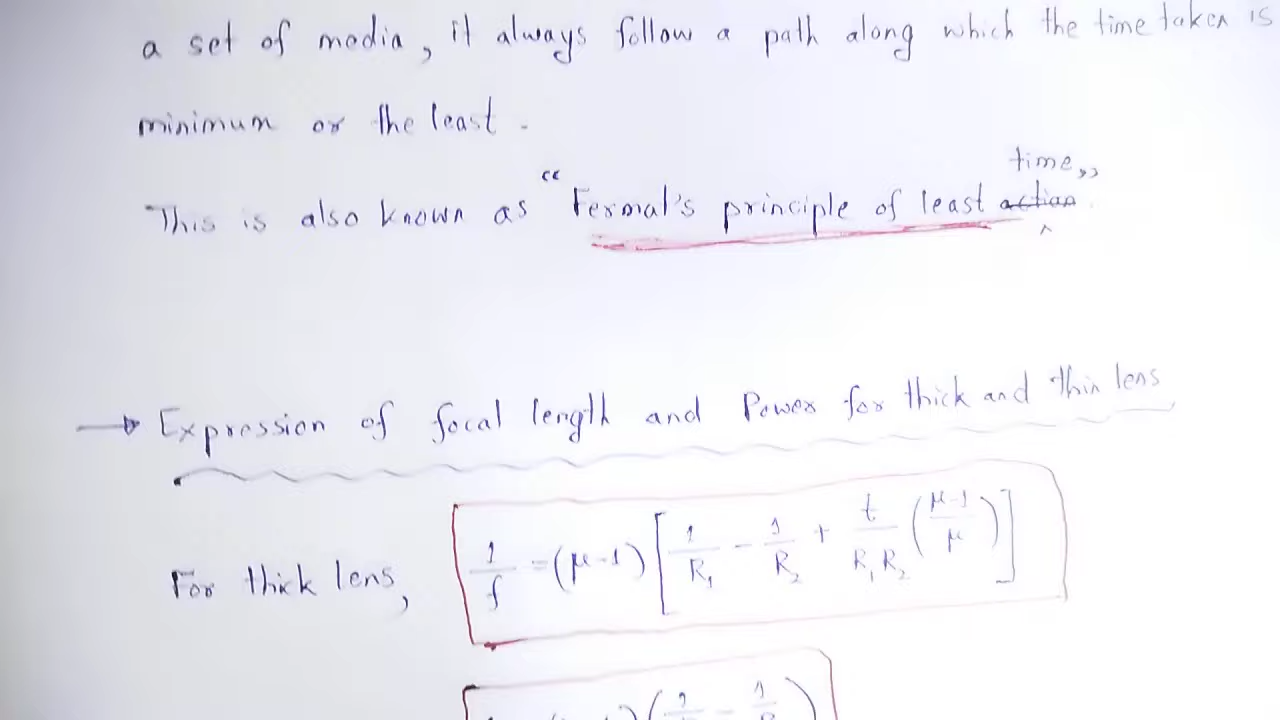 a set of media, it always follow a path along which the time taken is
minimum or the least.
This is also known as "Fermat's principle of least action time"
→ Expression of focal length and Power for thick and thin lens
For thick lens, 1/f = (μ-1) [1/R₁ - 1/R₂ + t/R₁R₂ (μ-1/μ)]